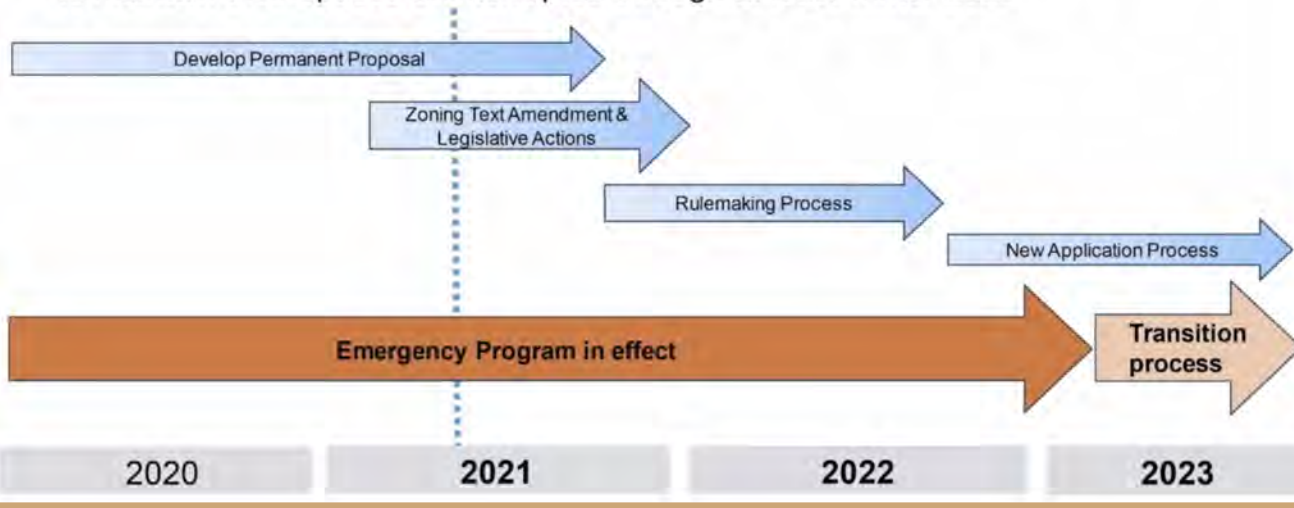 Develop Permanent Proposal
Zoning Text Amendment &
Legislative Actions
Rulemaking Process
New Application Process
Emergency Program in effect
Transition
process
2020
2021
2022
2023